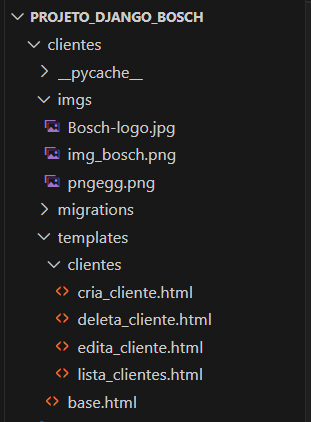 PROJETO_DJANGO_BOSCH
clientes
__pycache__
imgs
Bosch-logo.jpg
img_bosch.png
pngegg.png
migrations
templates
clientes
cria_cliente.html
deleta_cliente.html
edita_cliente.html
lista_clientes.html
base.html